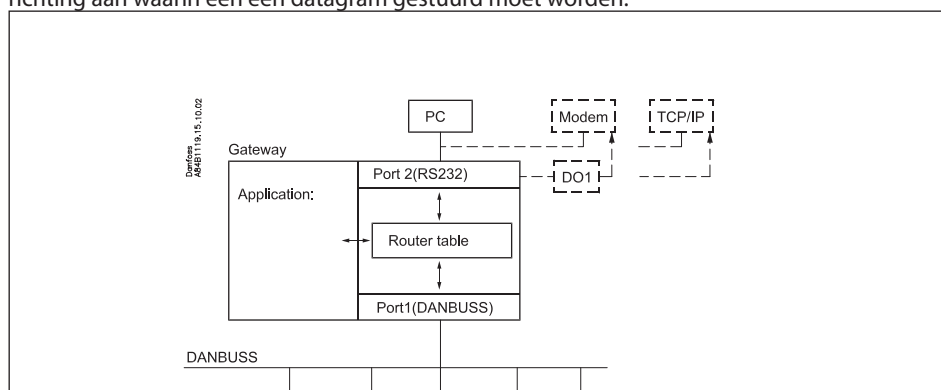 richting aan waarin een een datagram gestuurd moet worden.
Danfoss
A84B1119.15.10.02
PC
Modem
TCP/IP
Gateway
Port 2(RS232)
DO1
Application:
Router table
Port1(DANBUSS)
DANBUSS